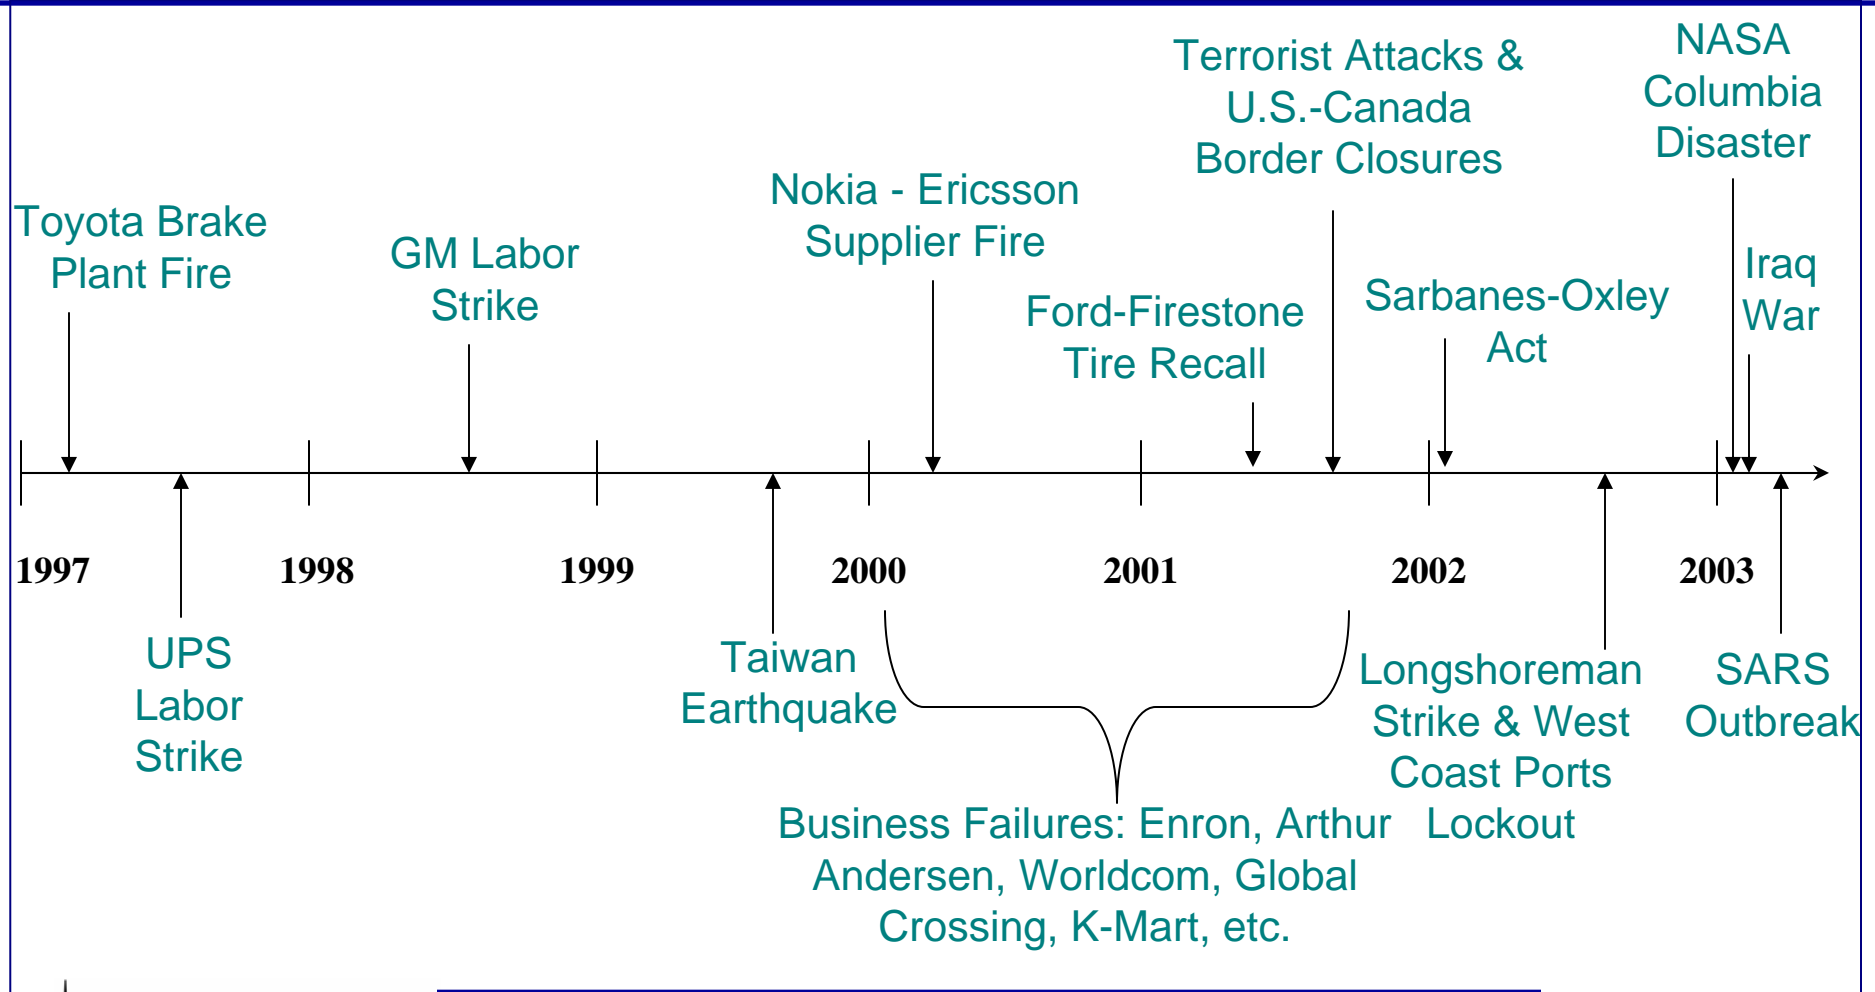 Toyota Brake
Plant Fire
GM Labor
Strike
Nokia - Ericsson
Supplier Fire
Ford-Firestone
Tire Recall
Terrorist Attacks &
U.S.-Canada
Border Closures
Sarbanes-Oxley
Act
NASA
Columbia
Disaster
Iraq
War
1997 1998 1999 2000 2001 2002 2003
UPS
Labor
Strike
Taiwan
Earthquake
Business Failures: Enron, Arthur
Andersen, Worldcom, Global
Crossing, K-Mart, etc.
Longshoreman
Strike & West
Coast Ports
Lockout
SARS
Outbreak